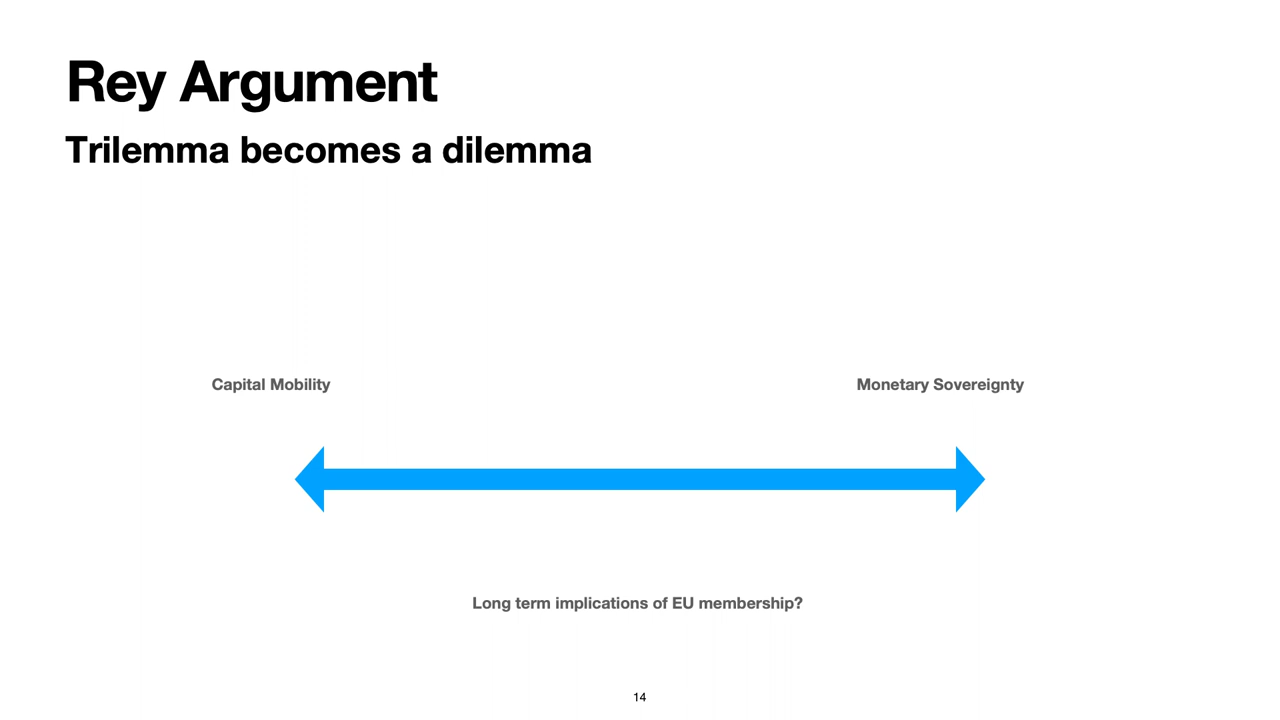 Rey Argument
Trilemma becomes a dilemma
Capital Mobility
Monetary Sovereignty
Long term implications of EU membership?
14